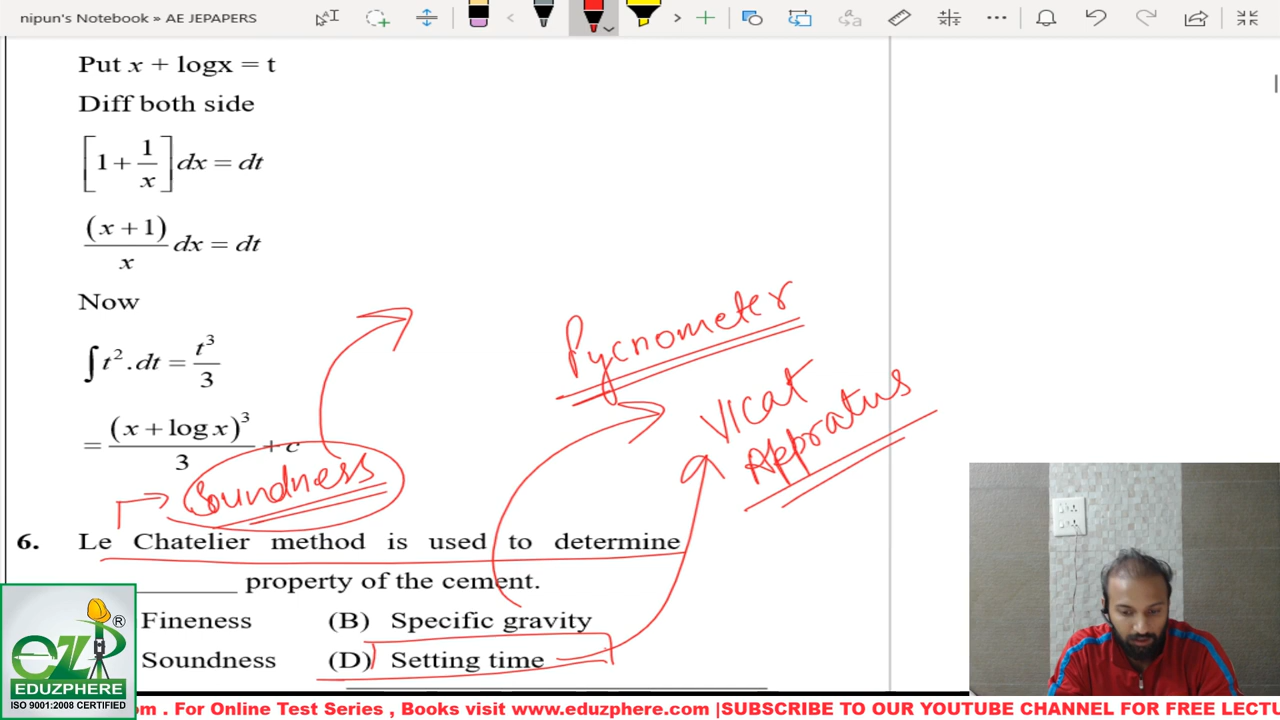 nipun's Notebook » AE JEPAPERS
Put x + logx = t
Diff both side
[1 + 1/x] dx = dt
(x + 1)/x dx = dt
Now
∫t².dt = t³/3
= (x + log x)³/3 + c
Pycnometer
VICat
Appratus
Soundness
6. Le Chatelier method is used to determine
________ property of the cement.
Fineness (B) Specific gravity
Soundness (D) Setting time
EZP ®
EDUZPHERE
ISO 9001:2008 CERTIFIED
om . For Online Test Series , Books visit www.eduzphere.com |SUBSCRIBE TO OUR YOUTUBE CHANNEL FOR FREE LECTU